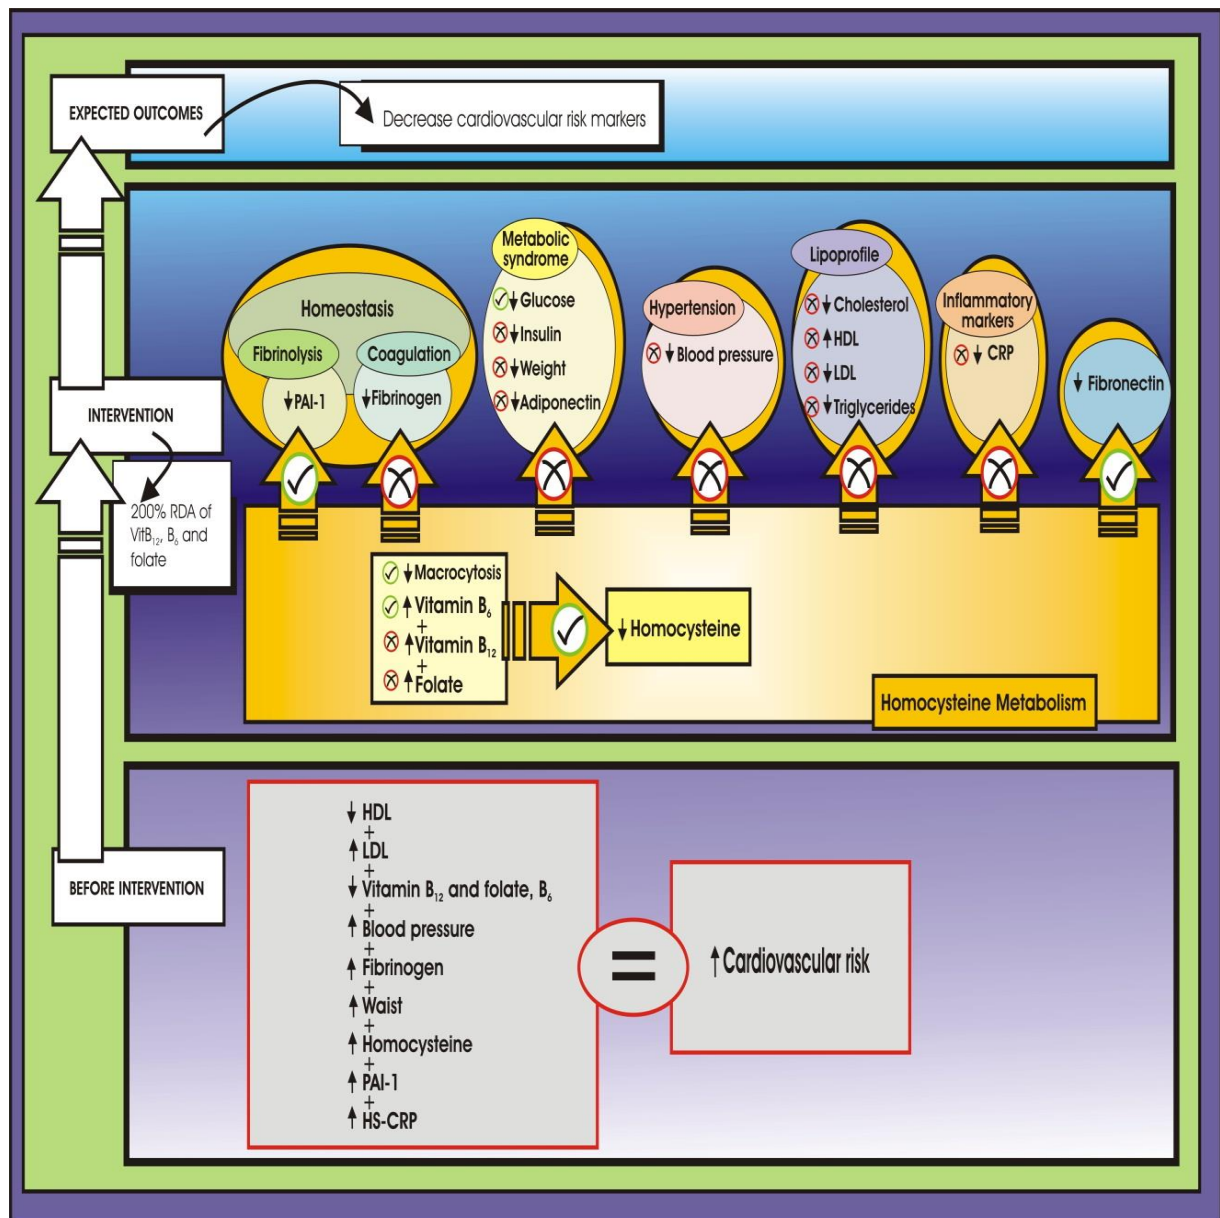 EXPECTED OUTCOMES
Decrease cardiovascular risk markers
Metabolic
syndrome
↓Glucose
↓Insulin
↓Weight
↓Adiponectin
Homeostasis
Fibrinolysis
↓PAI-1
Coagulation
↓Fibrinogen
Hypertension
↓Blood pressure
Lipoprofile
↓Cholesterol
↑HDL
↓LDL
↓Triglycerides
Inflammatory
markers
↓ CRP
↓ Fibronectin
INTERVENTION
200% RDA of
VitB₁₂, B₆ and
folate
↓Macrocytosis
↑Vitamin B₆
+
↑Vitamin B₁₂
+
↑Folate
↓Homocysteine
Homocysteine Metabolism
BEFORE INTERVENTION
↓ HDL
+
↑ LDL
+
↓ Vitamin B₁₂ and folate, B₆
+
↑ Blood pressure
+
↑ Fibrinogen
+
↑ Waist
+
↑ Homocysteine
+
↑ PAI-1
+
↑ HS-CRP
=
↑Cardiovascular risk